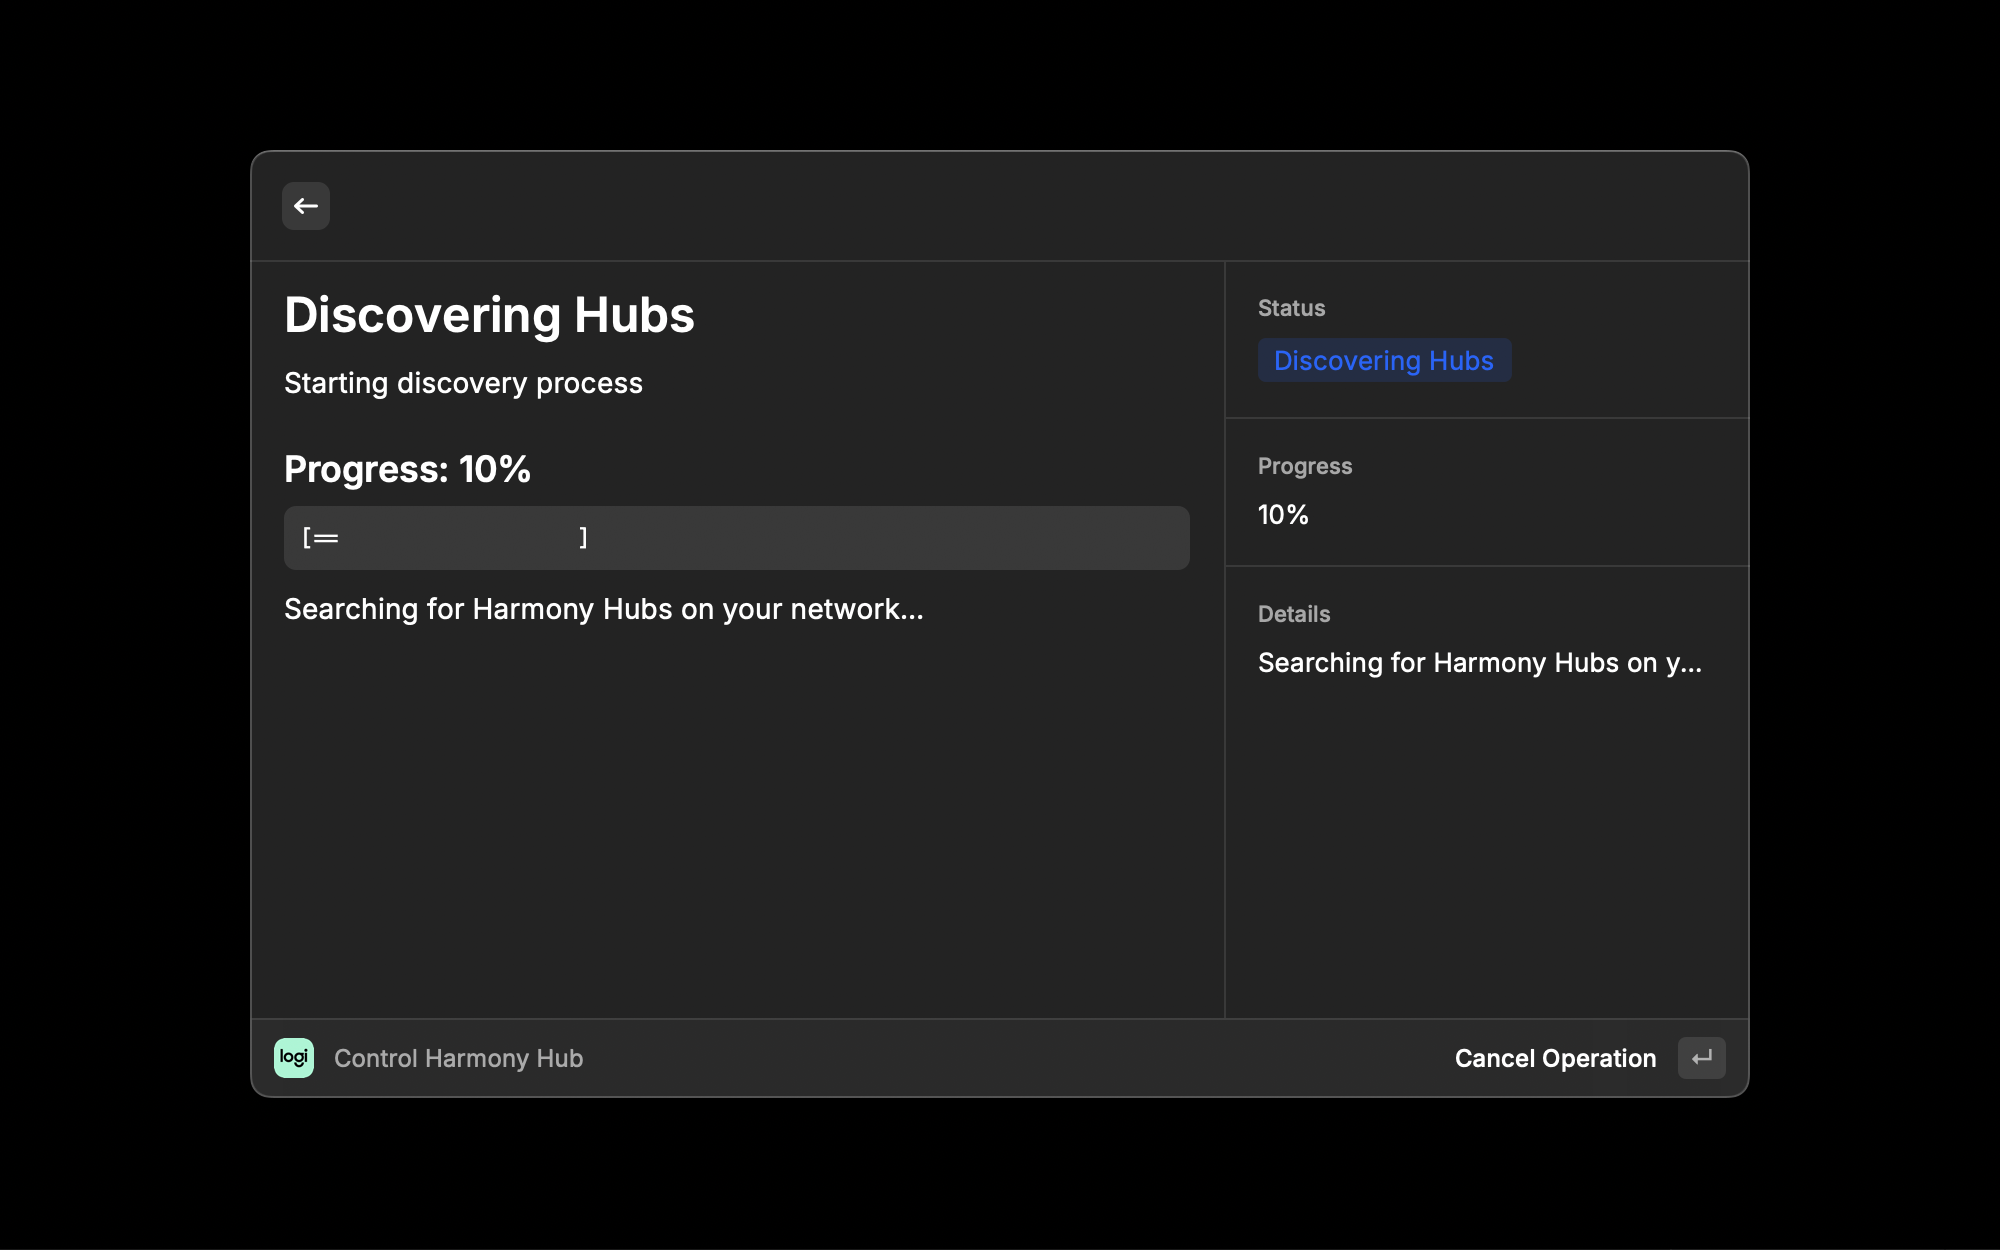 Discovering Hubs
Starting discovery process
Progress: 10%
[==                    ]
Searching for Harmony Hubs on your network...
Status
Discovering Hubs
Progress
10%
Details
Searching for Harmony Hubs on y...
logi
Control Harmony Hub
Cancel Operation